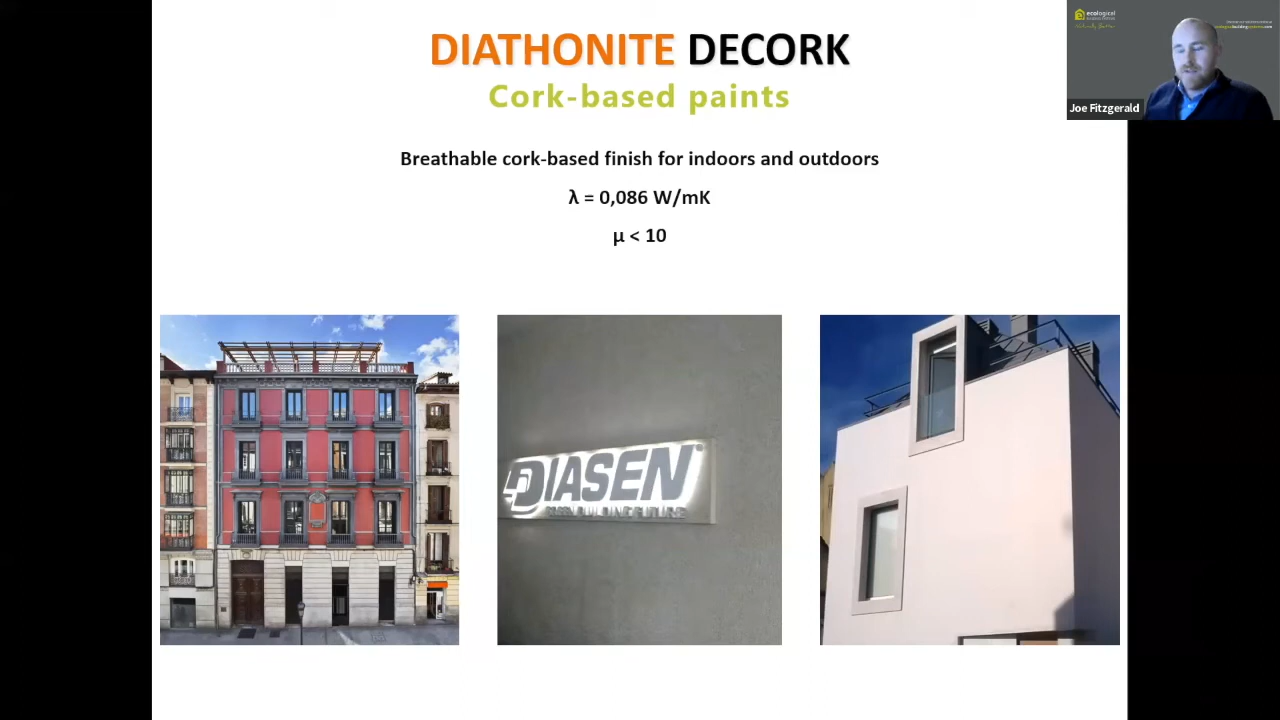 DIATHONITE DECORK
Cork-based paints
Breathable cork-based finish for indoors and outdoors
λ = 0,086 W/mK
µ < 10
DIASEN
ecological
Joe Fitzgerald